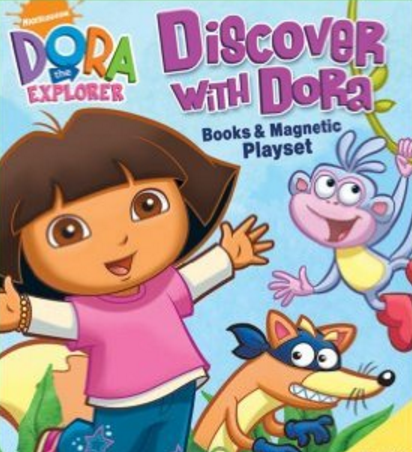 NICKELODEON
DORA
the
EXPLORER
DiScovER
WiTH DoRa
Books & Magnetic
Playset